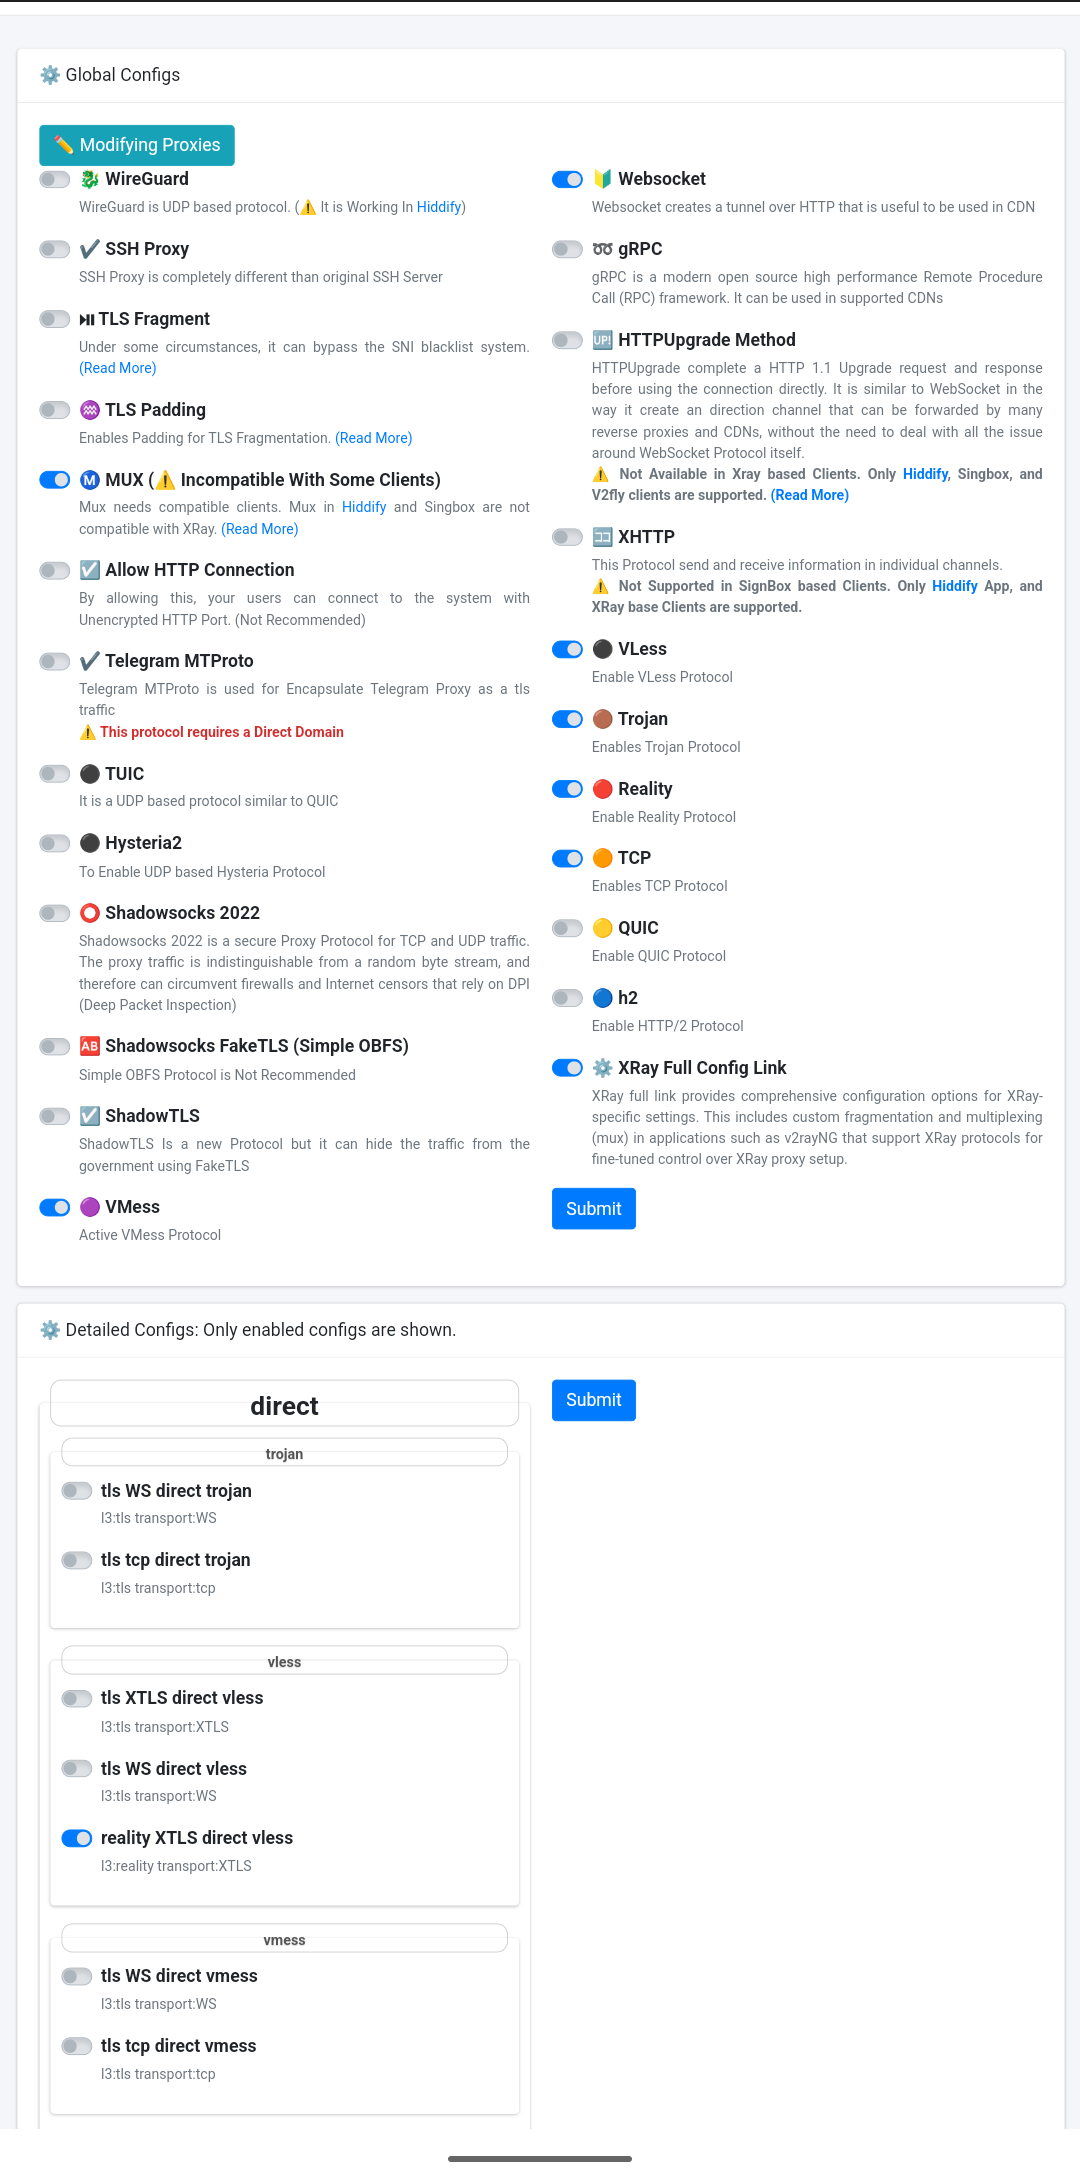 Global Configs
Modifying Proxies
WireGuard
WireGuard is UDP based protocol. (⚠️ It is Working In Hiddify)
SSH Proxy
SSH Proxy is completely different than original SSH Server
TLS Fragment
Under some circumstances, it can bypass the SNI blacklist system.
(Read More)
TLS Padding
Enables Padding for TLS Fragmentation. (Read More)
MUX (⚠️ Incompatible With Some Clients)
Mux needs compatible clients. Mux in Hiddify and Singbox are not
compatible with XRay. (Read More)
Allow HTTP Connection
By allowing this, your users can connect to the system with
Unencrypted HTTP Port. (Not Recommended)
Telegram MTProto
Telegram MTProto is used for Encapsulate Telegram Proxy as a tls
traffic
⚠️ This protocol requires a Direct Domain
TUIC
It is a UDP based protocol similar to QUIC
Hysteria2
To Enable UDP based Hysteria Protocol
Shadowsocks 2022
Shadowsocks 2022 is a secure Proxy Protocol for TCP and UDP traffic.
The proxy traffic is indistinguishable from a random byte stream, and
therefore can circumvent firewalls and Internet censors that rely on DPI
(Deep Packet Inspection)
🆎 Shadowsocks FakeTLS (Simple OBFS)
Simple OBFS Protocol is Not Recommended
ShadowTLS
ShadowTLS Is a new Protocol but it can hide the traffic from the
government using FakeTLS
VMess
Active VMess Protocol
Websocket
Websocket creates a tunnel over HTTP that is useful to be used in CDN
gRPC
gRPC is a modern open source high performance Remote Procedure
Call (RPC) framework. It can be used in supported CDNs
🆙 HTTPUpgrade Method
HTTPUpgrade complete a HTTP 1.1 Upgrade request and response
before using the connection directly. It is similar to WebSocket in the
way it create an direction channel that can be forwarded by many
reverse proxies and CDNs, without the need to deal with all the issue
around WebSocket Protocol itself.
⚠️ Not Available in Xray based Clients. Only Hiddify, Singbox, and
V2fly clients are supported. (Read More)
🈁 XHTTP
This Protocol send and receive information in individual channels.
⚠️ Not Supported in SignBox based Clients. Only Hiddify App, and
XRay base Clients are supported.
VLess
Enable VLess Protocol
Trojan
Enables Trojan Protocol
Reality
Enable Reality Protocol
TCP
Enables TCP Protocol
QUIC
Enable QUIC Protocol
h2
Enable HTTP/2 Protocol
XRay Full Config Link
XRay full link provides comprehensive configuration options for XRay-
specific settings. This includes custom fragmentation and multiplexing
(mux) in applications such as v2rayNG that support XRay protocols for
fine-tuned control over XRay proxy setup.
Submit
Detailed Configs: Only enabled configs are shown.
direct
trojan
tls WS direct trojan
l3:tls transport:WS
tls tcp direct trojan
l3:tls transport:tcp
vless
tls XTLS direct vless
l3:tls transport:XTLS
tls WS direct vless
l3:tls transport:WS
reality XTLS direct vless
l3:reality transport:XTLS
vmess
tls WS direct vmess
l3:tls transport:WS
tls tcp direct vmess
l3:tls transport:tcp
Submit